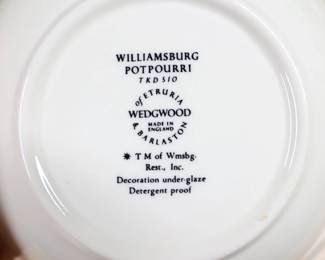 WILLIAMSBURG
POTPOURRI
TKD 510
of ETRURIA
WEDGWOOD
MADE IN
ENGLAND
& BARLASTON
✷ T M of Wmsbg.
Rest., Inc.
Decoration under-glaze
Detergent proof